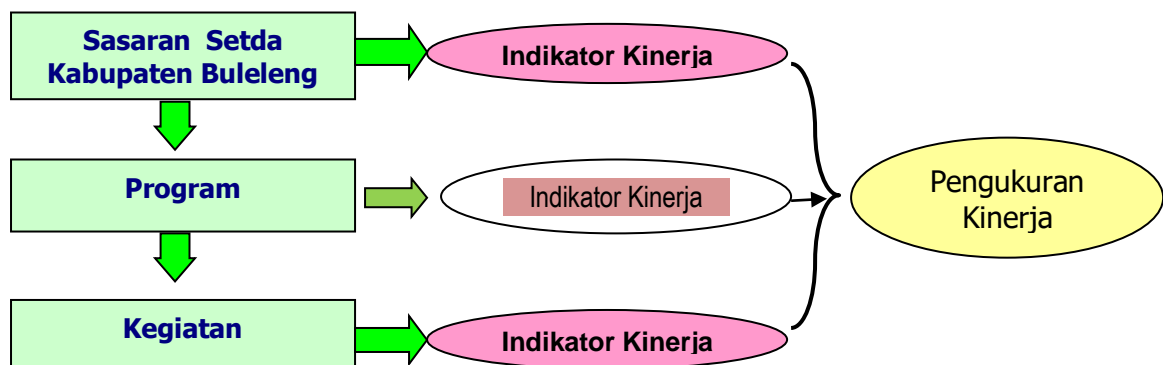 Sasaran Setda
Kabupaten Buleleng
Indikator Kinerja
Program
Indikator Kinerja
Pengukuran
Kinerja
Kegiatan
Indikator Kinerja